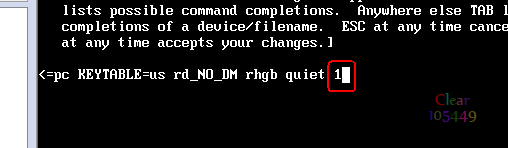 lists possible command completions.  Anywhere else TAB l
completions of a device/filename.  ESC at any time cance
at any time accepts your changes.]
<=pc KEYTABLE=us rd_NO_DM rhgb quiet 1
Clear
105449